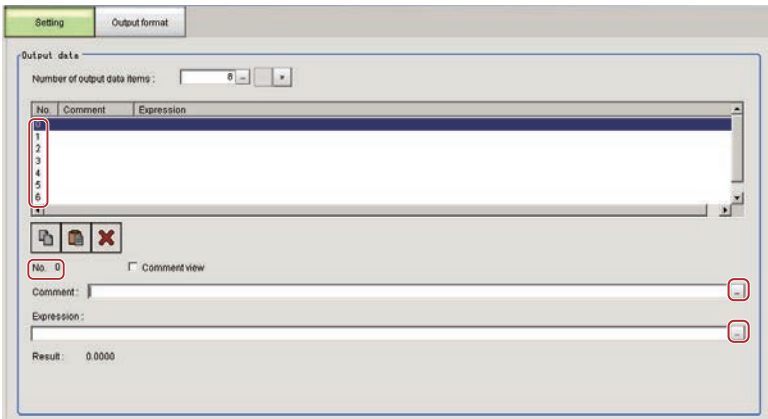 Setting Output format
Output data
Number of output data items : 8 ...
No. Comment Expression
0
1
2
3
4
5
6
No. 0 Comment view
Comment : ...
Expression :
...
Result : 0.0000